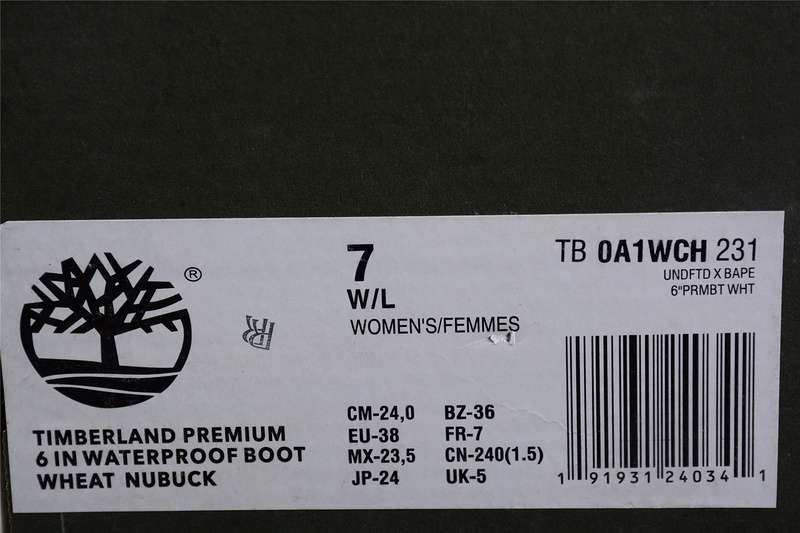 ®
7
W/L
WOMEN'S/FEMMES
TB 0A1WCH 231
UNDFTD X BAPE
6"PRMBT WHT
TIMBERLAND PREMIUM
6 IN WATERPROOF BOOT
WHEAT NUBUCK
CM-24,0 BZ-36
EU-38 FR-7
MX-23,5 CN-240(1.5)
JP-24 UK-5
1 91931 24034 1